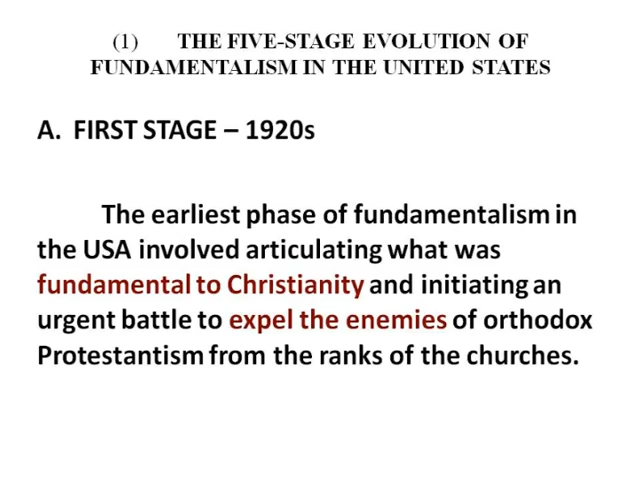 (1) THE FIVE-STAGE EVOLUTION OF
FUNDAMENTALISM IN THE UNITED STATES
A. FIRST STAGE – 1920s
The earliest phase of fundamentalism in
the USA involved articulating what was
fundamental to Christianity and initiating an
urgent battle to expel the enemies of orthodox
Protestantism from the ranks of the churches.